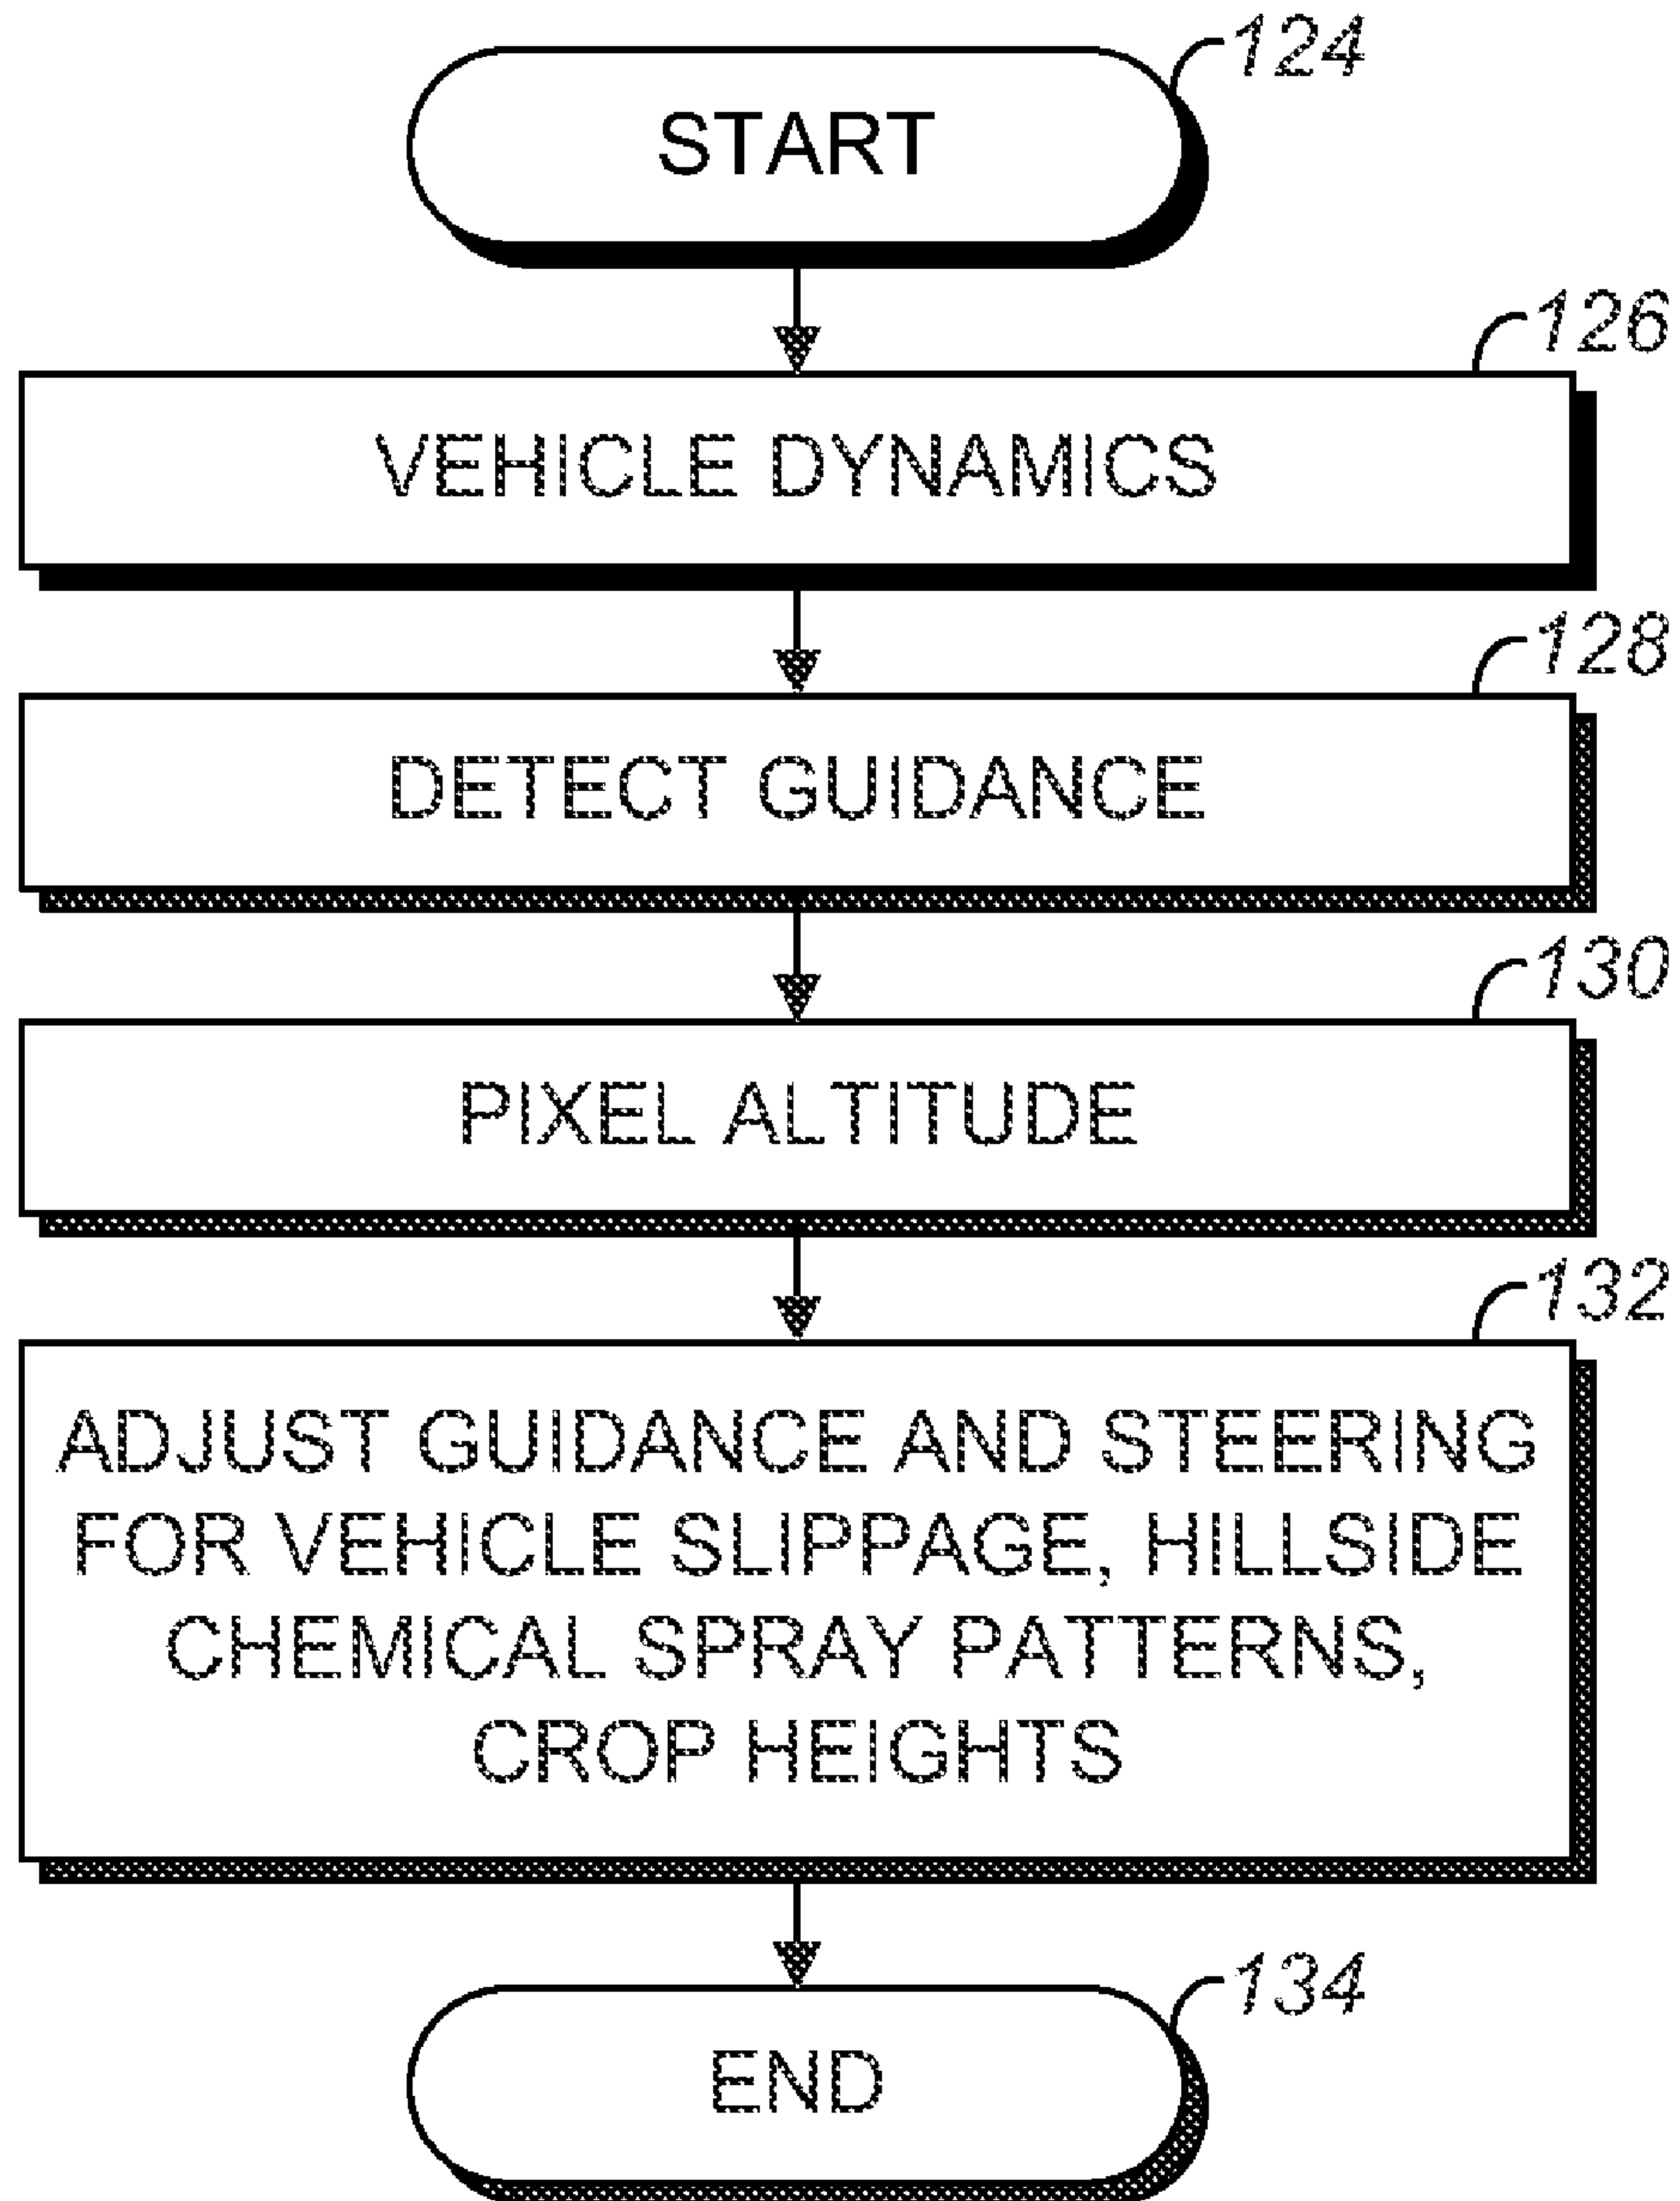 124
START
126
VEHICLE DYNAMICS
128
DETECT GUIDANCE
130
PIXEL ALTITUDE
132
ADJUST GUIDANCE AND STEERING
FOR VEHICLE SLIPPAGE, HILLSIDE
CHEMICAL SPRAY PATTERNS,
CROP HEIGHTS
134
END